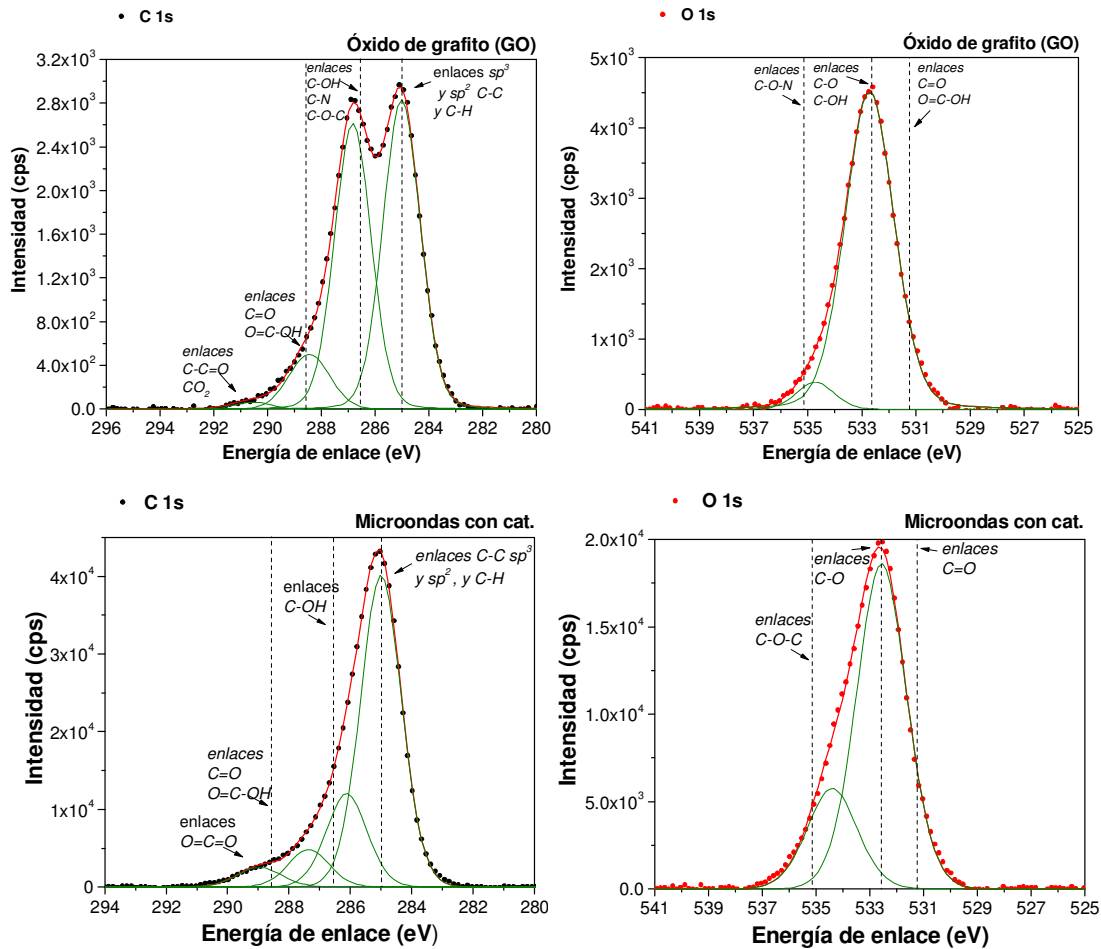 C 1s
Óxido de grafito (GO)
3.2x10³
2.8x10³
2.4x10³
2.0x10³
1.6x10³
1.2x10³
8.0x10²
4.0x10²
0.0
Intensidad (cps)
enlaces
C-OH
C-N
C-O-C
enlaces sp³
y sp² C-C
y C-H
enlaces
C=O
O=C-OH
enlaces
C-C=O
CO₂
296 294 292 290 288 286 284 282 280
Energía de enlace (eV)
O 1s
Óxido de grafito (GO)
5x10³
4x10³
3x10³
2x10³
1x10³
0
Intensidad (cps)
enlaces
C-O-N
enlaces
C-O
C-OH
enlaces
C=O
O=C-OH
541 539 537 535 533 531 529 527 525
Energía de enlace (eV)
C 1s
Microondas con cat.
4x10⁴
3x10⁴
2x10⁴
1x10⁴
0
Intensidad (cps)
enlaces C-C sp³
y sp², y C-H
enlaces
C-OH
enlaces
C=O
O=C-OH
enlaces
O=C=O
294 292 290 288 286 284 282 280
Energía de enlace (eV)
O 1s
Microondas con cat.
2.0x10⁴
1.5x10⁴
1.0x10⁴
5.0x10³
0.0
Intensidad (cps)
enlaces
C-O
enlaces
C=O
enlaces
C-O-C
541 539 537 535 533 531 529 527 525
Energía de enlace (eV)